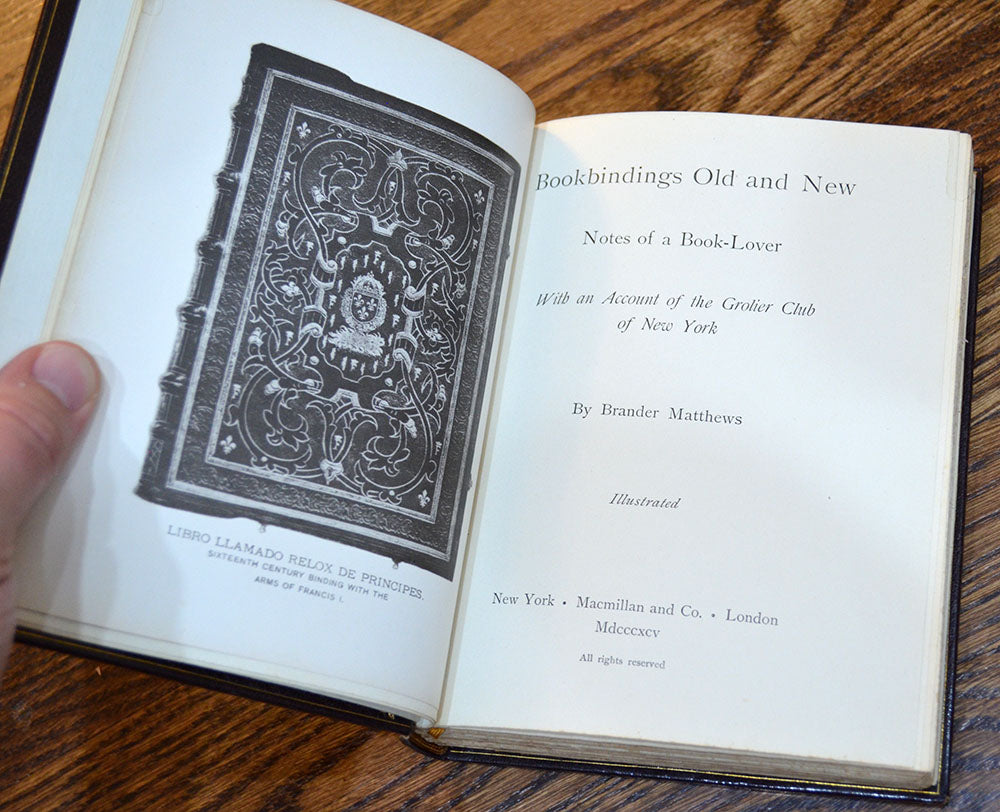 LIBRO LLAMADO RELOX DE PRINCIPES.
SIXTEENTH CENTURY BINDING WITH THE
ARMS OF FRANCIS I.
Bookbindings Old and New
Notes of a Book-Lover
With an Account of the Grolier Club
of New York
By Brander Matthews
Illustrated
New York • Macmillan and Co. • London
Mdcccxcv
All rights reserved